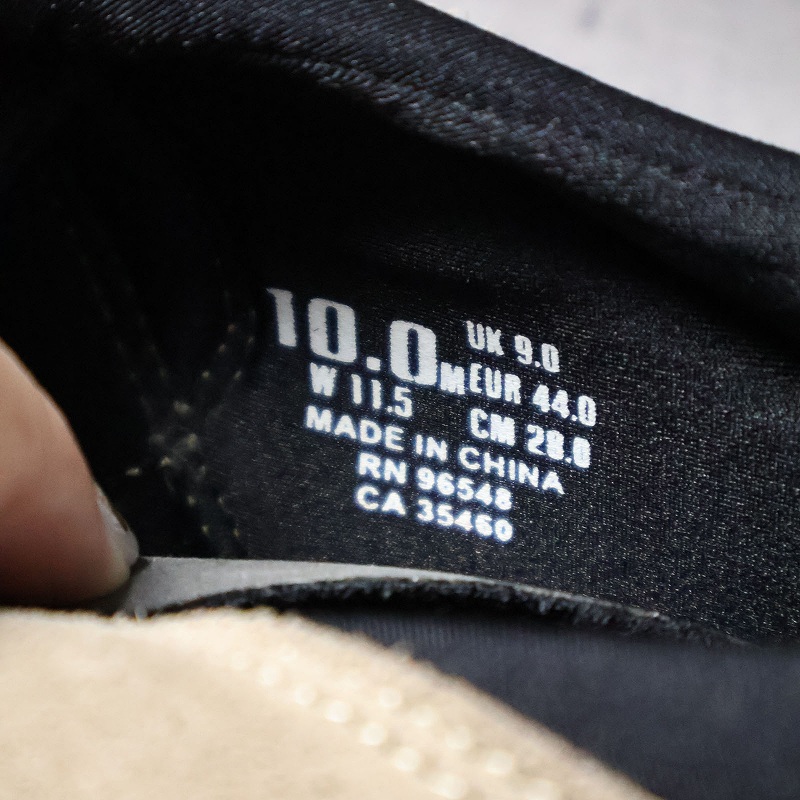 10.0 M UK 9.0
W 11.5 EUR 44.0
CM 28.0
MADE IN CHINA
RN 96548
CA 35460